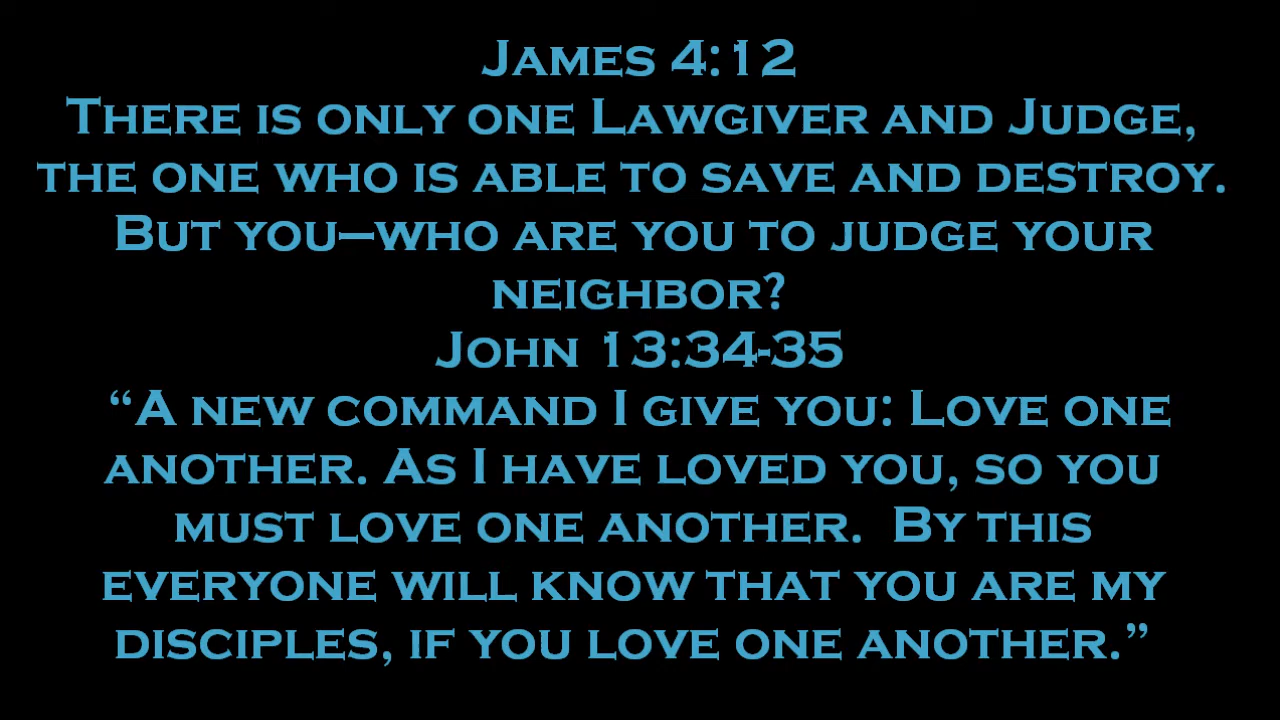 James 4:12
There is only one Lawgiver and Judge,
the one who is able to save and destroy.
But you—who are you to judge your
neighbor?
John 13:34-35
“A new command I give you: Love one
another. As I have loved you, so you
must love one another.  By this
everyone will know that you are my
disciples, if you love one another.”